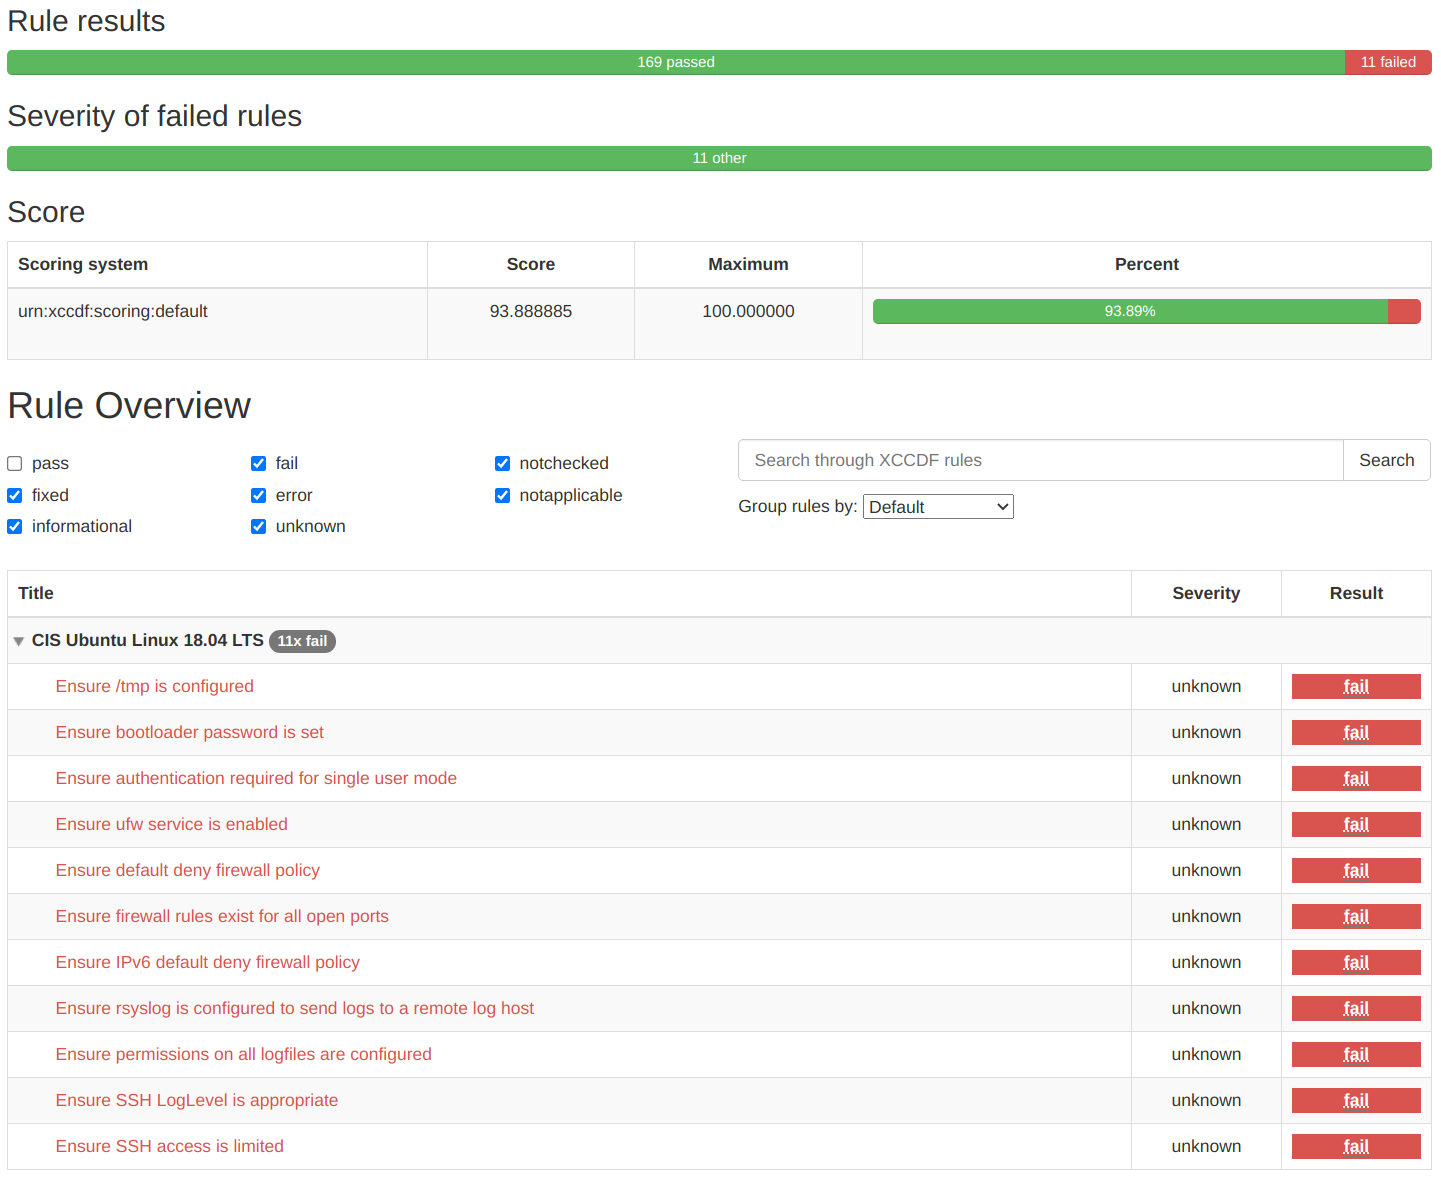 Rule results
169 passed 11 failed
Severity of failed rules
11 other
Score
Scoring system Score Maximum Percent
urn:xccdf:scoring:default 93.888885 100.000000 93.89%
Rule Overview
pass fail notchecked
fixed error notapplicable
informational unknown
Search through XCCDF rules Search
Group rules by: Default
Title Severity Result
CIS Ubuntu Linux 18.04 LTS 11x fail
Ensure /tmp is configured unknown fail
Ensure bootloader password is set unknown fail
Ensure authentication required for single user mode unknown fail
Ensure ufw service is enabled unknown fail
Ensure default deny firewall policy unknown fail
Ensure firewall rules exist for all open ports unknown fail
Ensure IPv6 default deny firewall policy unknown fail
Ensure rsyslog is configured to send logs to a remote log host unknown fail
Ensure permissions on all logfiles are configured unknown fail
Ensure SSH LogLevel is appropriate unknown fail
Ensure SSH access is limited unknown fail